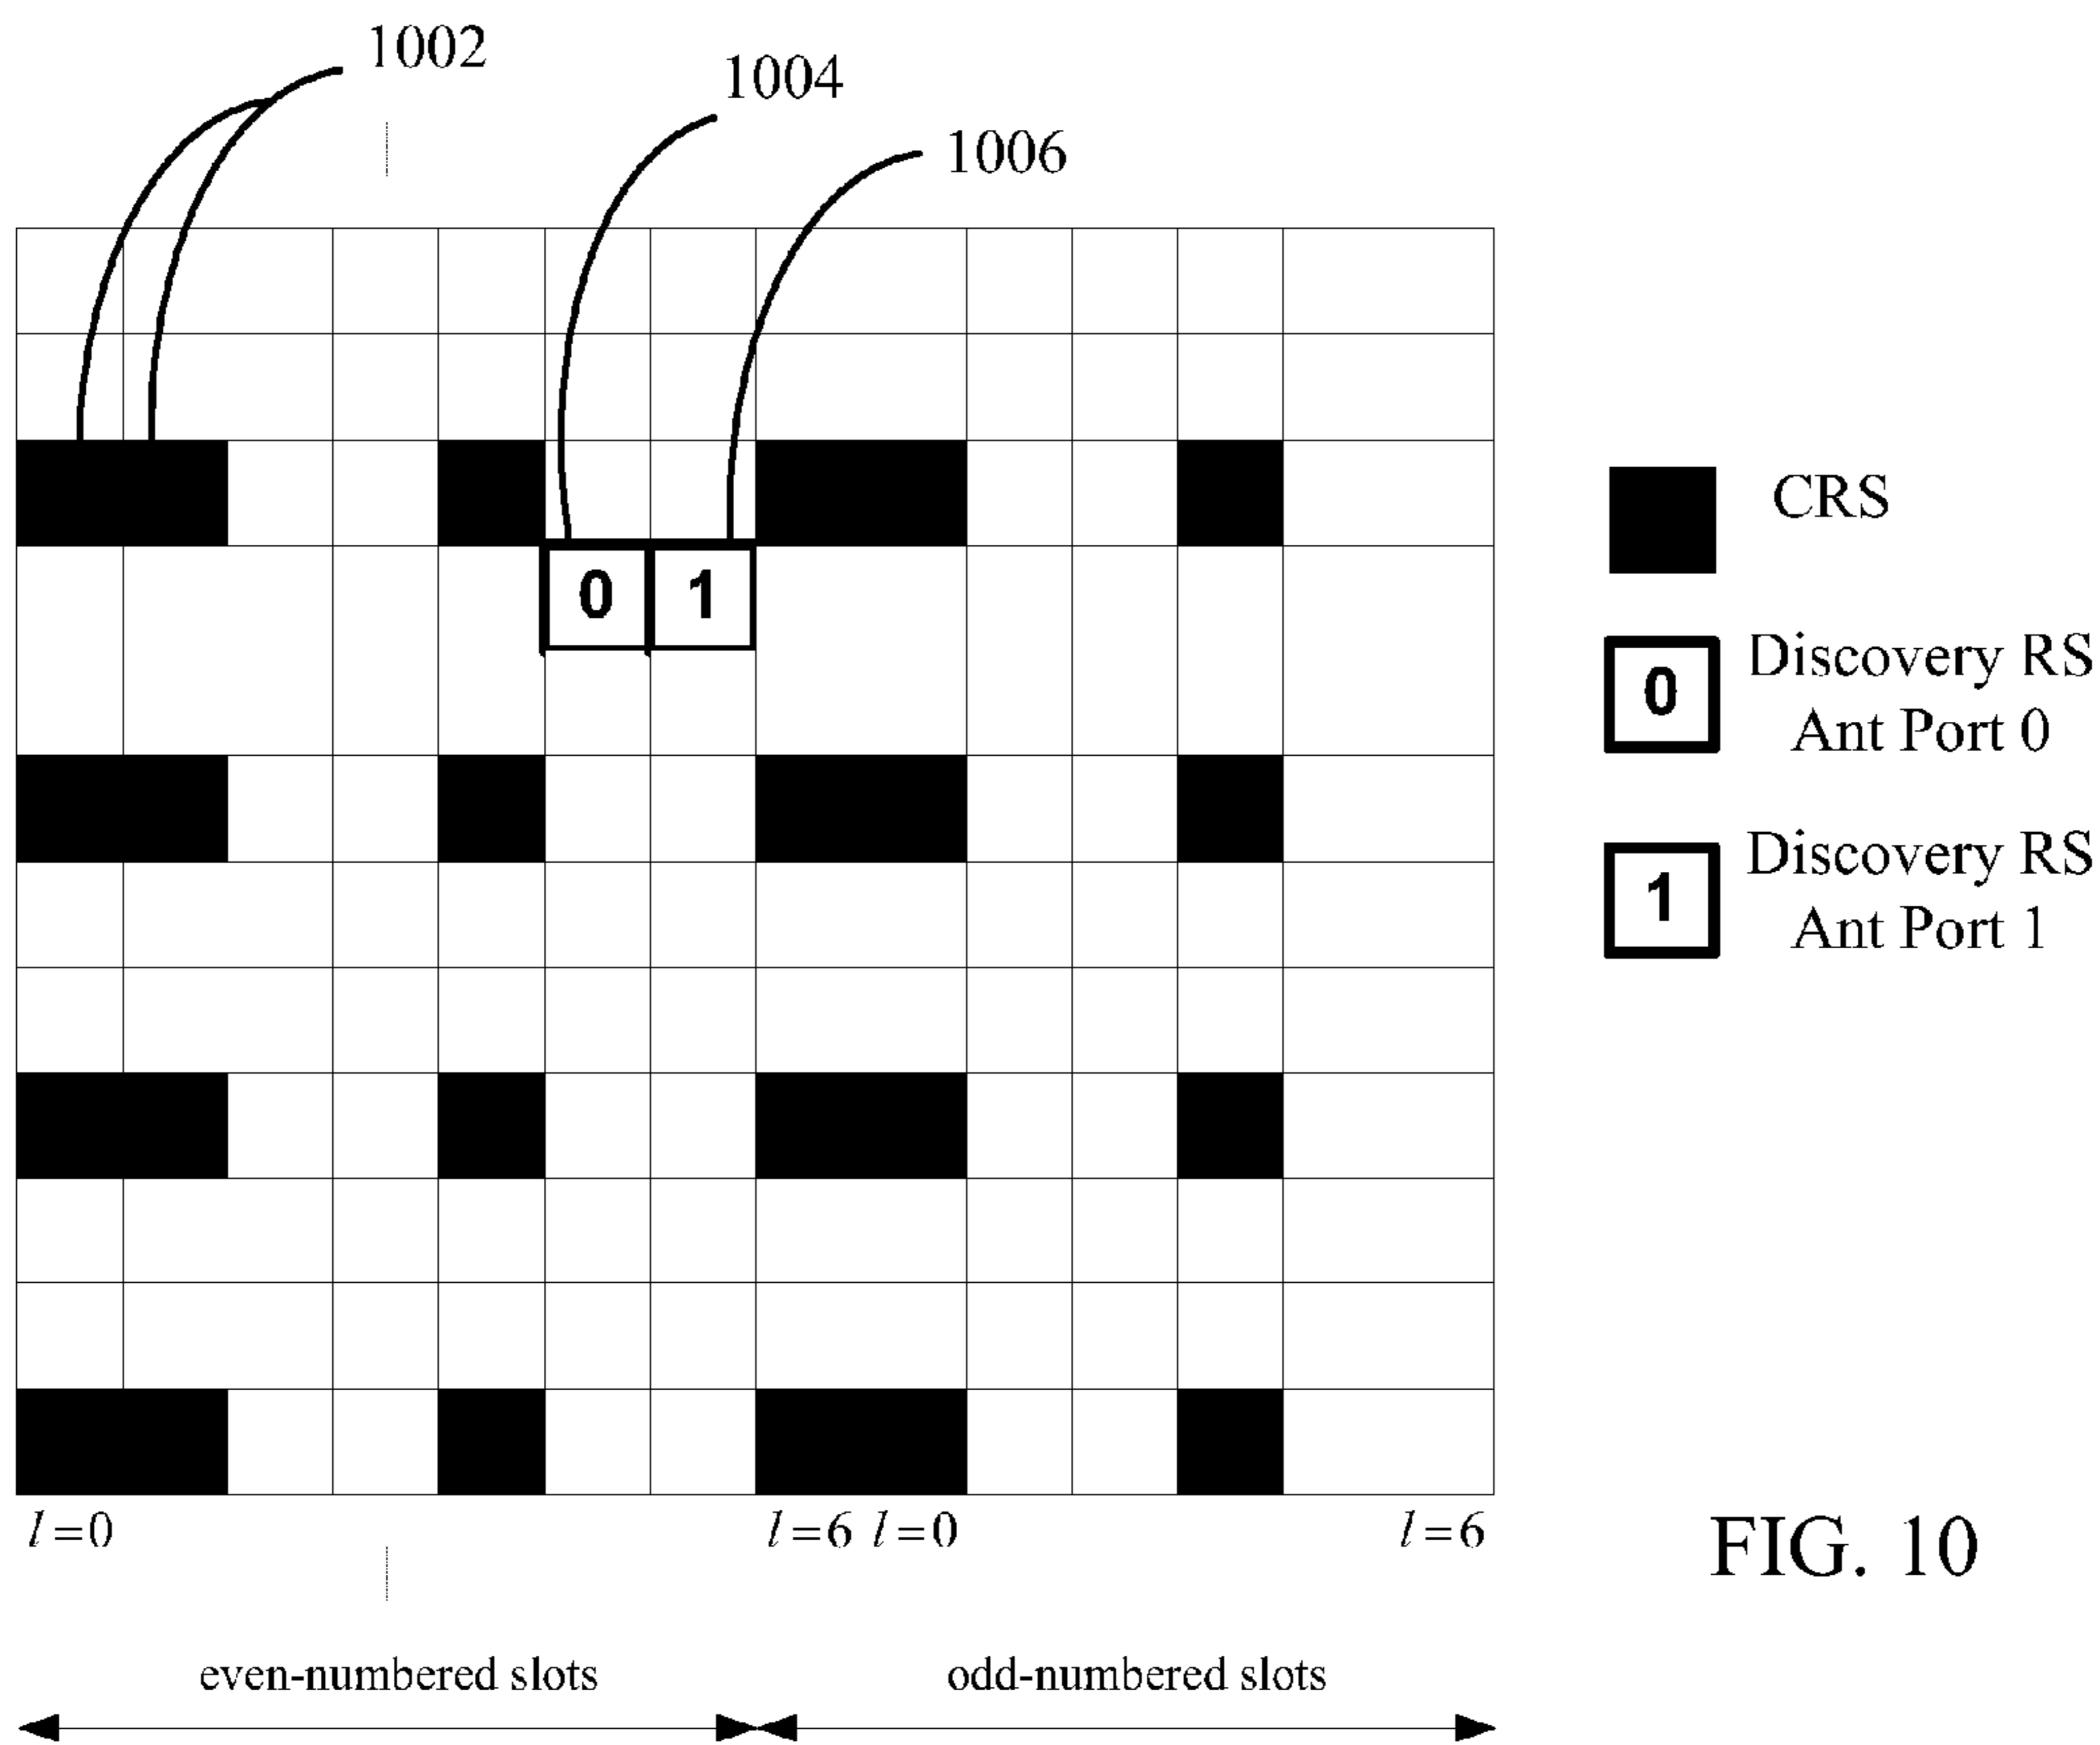 1002
1004
1006
0 1
CRS
0 Discovery RS
Ant Port 0
1 Discovery RS
Ant Port 1
l=0 l=6 l=0 l=6
FIG. 10
even-numbered slots odd-numbered slots